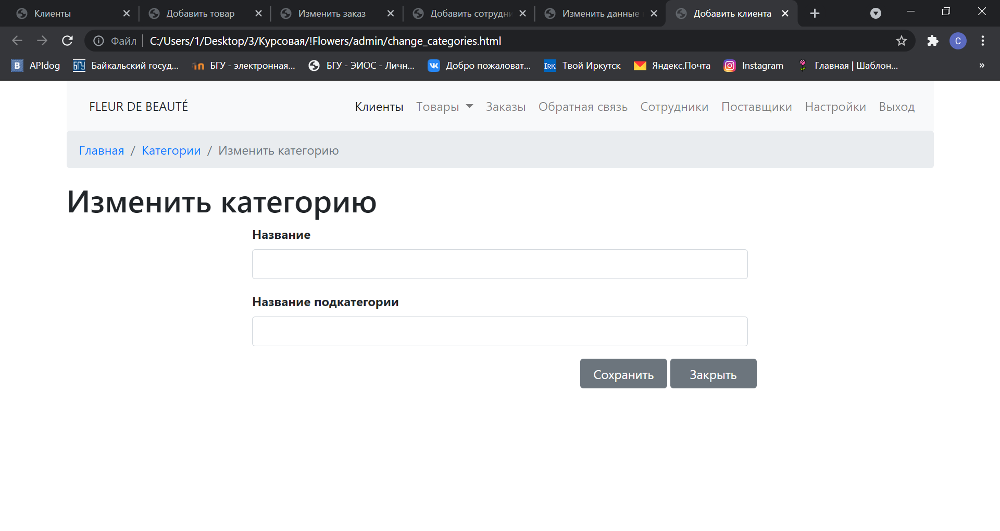 Клиенты
Добавить товар
Изменить заказ
Добавить сотрудн
Изменить данные
Добавить клиента
Файл
C:/Users/1/Desktop/3/Курсовая/!Flowers/admin/change_categories.html
C
B APIdog
БГУ Байкальский госуд...
БГУ - электронная...
БГУ - ЭИОС - Личн...
Добро пожаловат...
IRK. Твой Иркутск
Яндекс.Почта
Instagram
Главная | Шаблон...
»
FLEUR DE BEAUTÉ
Клиенты
Товары
Заказы
Обратная связь
Сотрудники
Поставщики
Настройки
Выход
Главная / Категории / Изменить категорию
Изменить категорию
Название
Название подкатегории
Сохранить
Закрыть